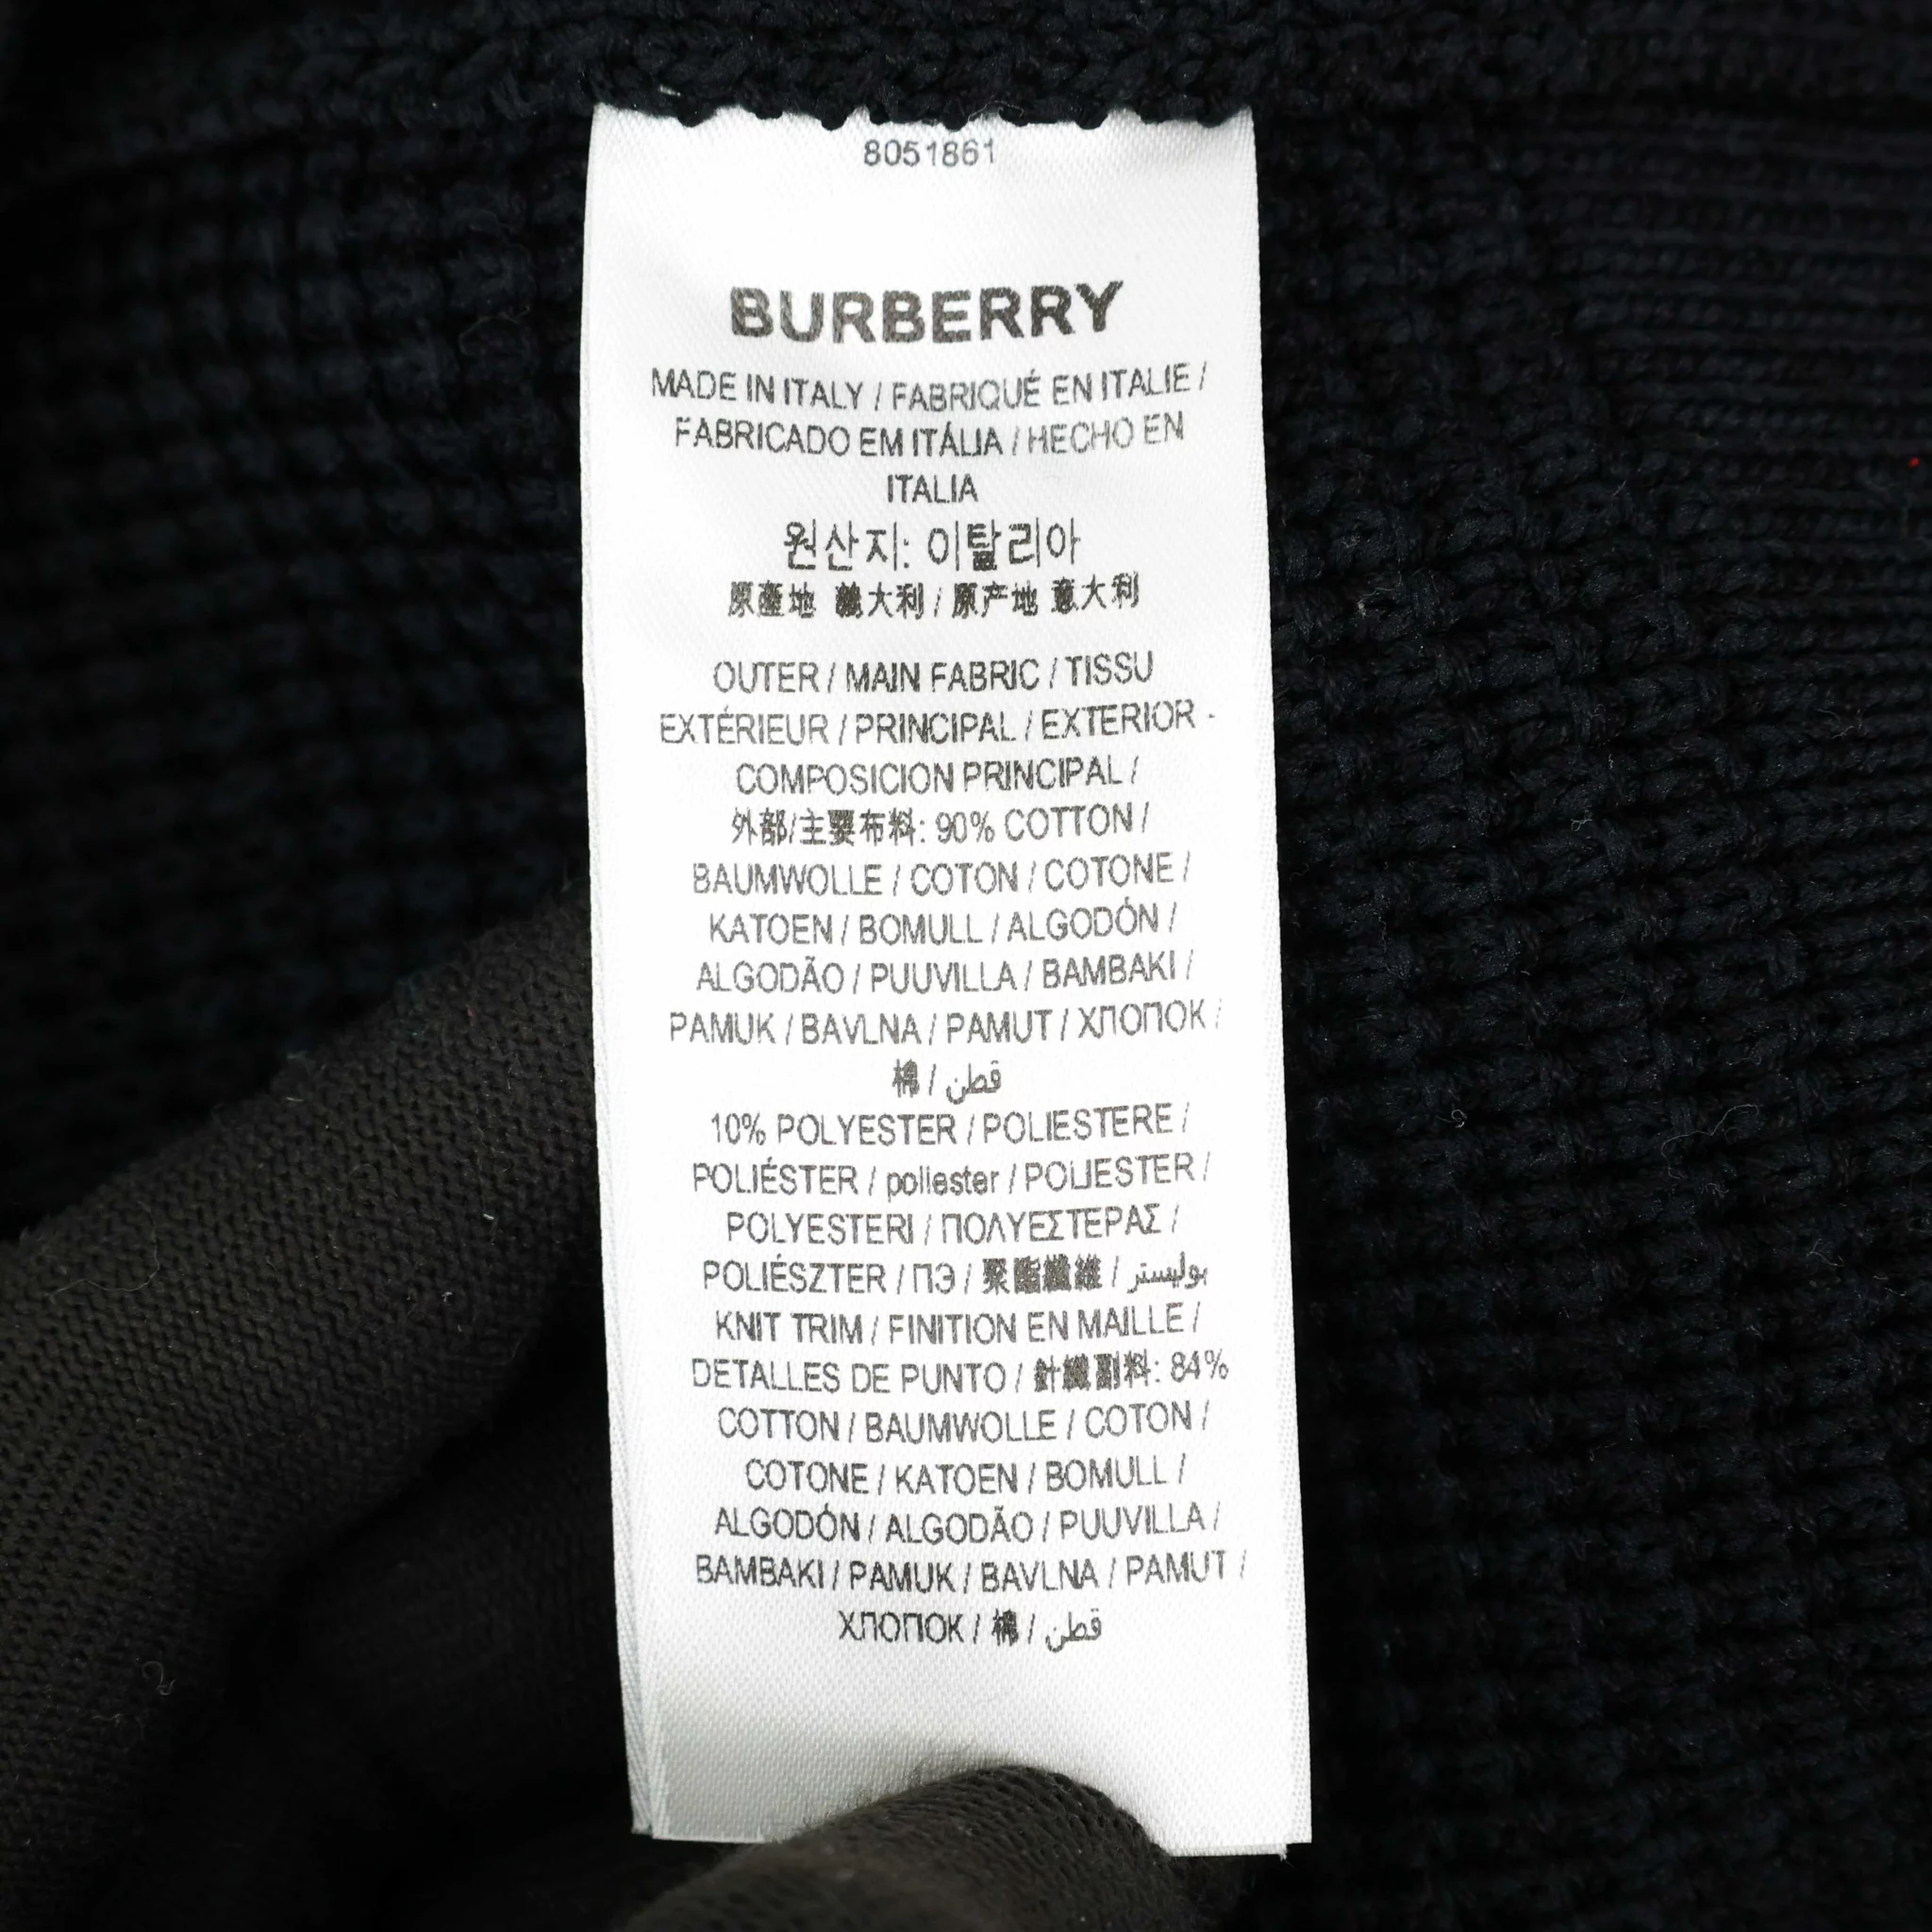 8051861
BURBERRY
MADE IN ITALY / FABRIQUÉ EN ITALIE /
FABRICADO EM ITÁLIA / HECHO EN
ITALIA
원산지: 이탈리아
原產地 義大利 / 原产地 意大利
OUTER / MAIN FABRIC / TISSU
EXTÉRIEUR / PRINCIPAL / EXTERIOR -
COMPOSICION PRINCIPAL /
外部/主要布料: 90% COTTON /
BAUMWOLLE / COTON / COTONE /
KATOEN / BOMULL / ALGODÓN /
ALGODÃO / PUUVILLA / BAMBAKI /
PAMUK / BAVLNA / PAMUT / ХЛОПОК /
棉 / قطن
10% POLYESTER / POLIESTERE /
POLIÉSTER / poliester / POLIESTER /
POLYESTERI / ΠΟΛΥΕΣΤΕΡΑΣ /
POLIÉSZTER / ПЭ / 聚酯纖維 / بوليستر
KNIT TRIM / FINITION EN MAILLE /
DETALLES DE PUNTO / 針織副料: 84%
COTTON / BAUMWOLLE / COTON /
COTONE / KATOEN / BOMULL /
ALGODÓN / ALGODÃO / PUUVILLA /
BAMBAKI / PAMUK / BAVLNA / PAMUT /
ХЛОПОК / 棉 / قطن